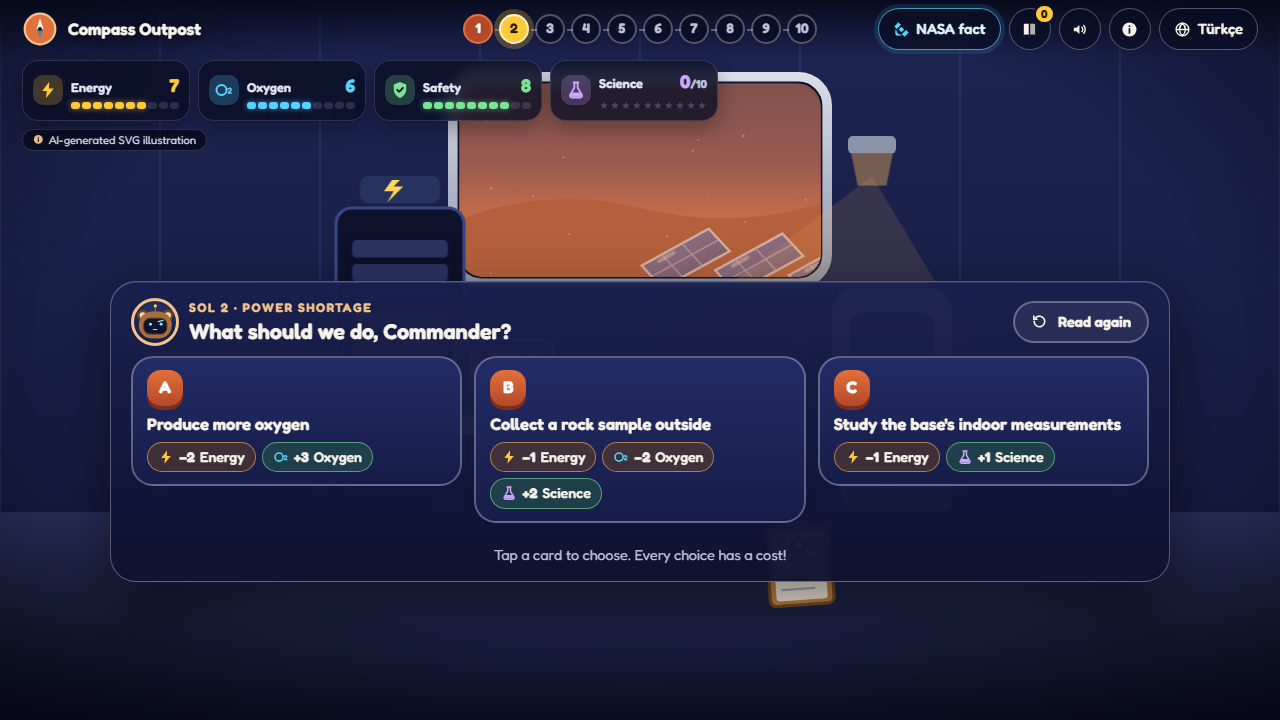 Compass Outpost
1 2 3 4 5 6 7 8 9 10
NASA fact
0
Türkçe
Energy 7
Oxygen 6
Safety 8
Science 0/10
AI-generated SVG illustration
SOL 2 · POWER SHORTAGE
What should we do, Commander?
Read again
A
Produce more oxygen
−2 Energy
O2 +3 Oxygen
B
Collect a rock sample outside
−1 Energy
O2 −2 Oxygen
+2 Science
C
Study the base's indoor measurements
−1 Energy
+1 Science
Tap a card to choose. Every choice has a cost!